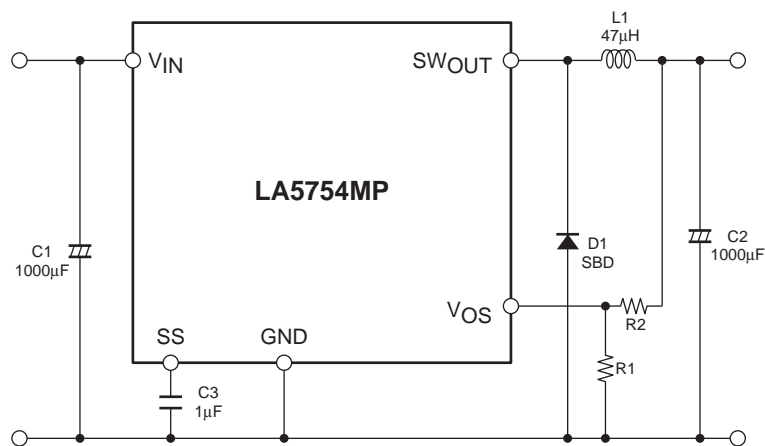 L1
47μH
VIN
SWOUT
LA5754MP
C1
1000μF
D1
SBD
C2
1000μF
VOS
R2
SS
GND
R1
C3
1μF